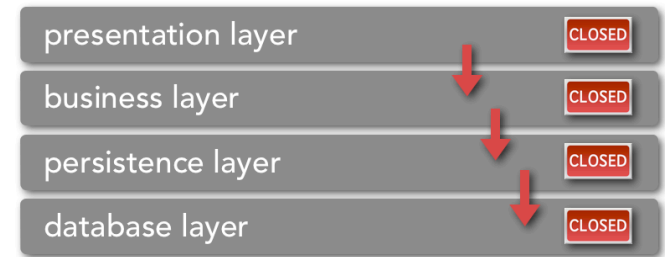 presentation layer CLOSED
business layer CLOSED
persistence layer CLOSED
database layer CLOSED